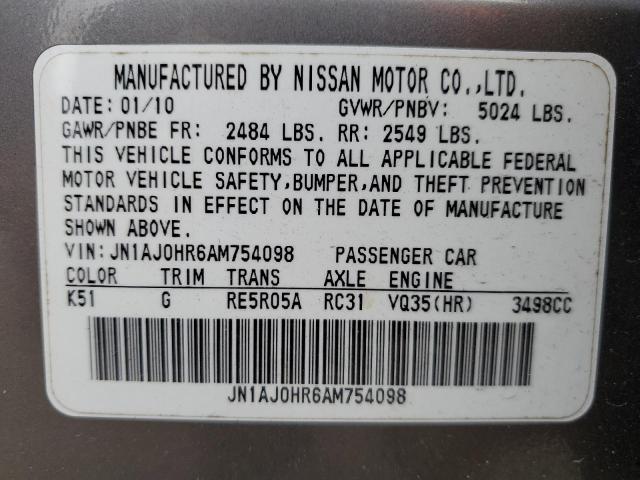 MANUFACTURED BY NISSAN MOTOR CO.,LTD.
DATE: 01/10 GVWR/PNBV: 5024 LBS.
GAWR/PNBE FR: 2484 LBS. RR: 2549 LBS.
THIS VEHICLE CONFORMS TO ALL APPLICABLE FEDERAL
MOTOR VEHICLE SAFETY,BUMPER,AND THEFT PREVENTION
STANDARDS IN EFFECT ON THE DATE OF MANUFACTURE
SHOWN ABOVE.
VIN: JN1AJ0HR6AM754098 PASSENGER CAR
COLOR TRIM TRANS AXLE ENGINE
K51 G RE5R05A RC31 VQ35(HR) 3498CC
JN1AJ0HR6AM754098